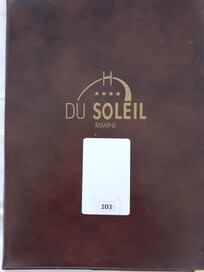 H
DU SOLEIL
RIMINI
103